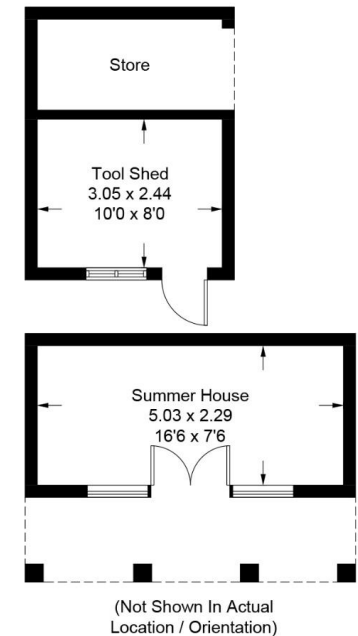 Store
Tool Shed
3.05 x 2.44
10'0 x 8'0
Summer House
5.03 x 2.29
16'6 x 7'6
(Not Shown In Actual
Location / Orientation)